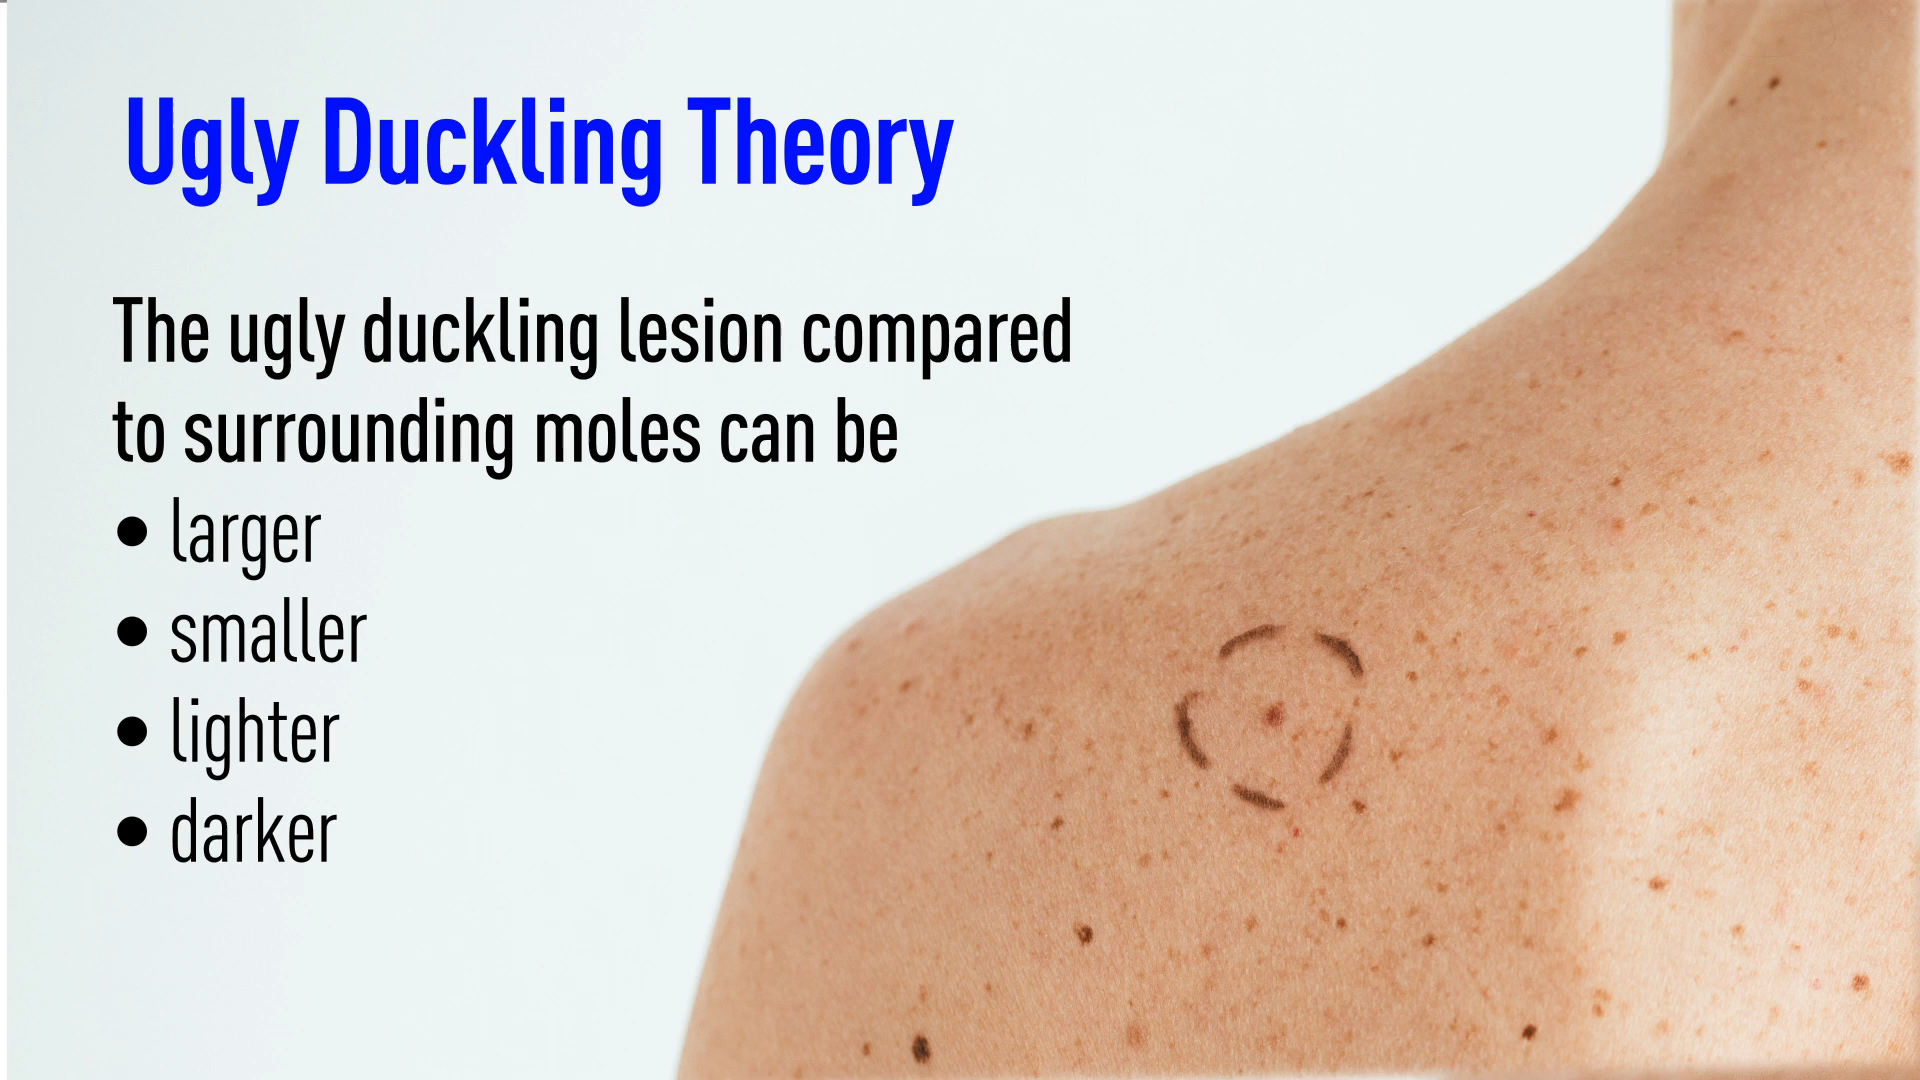 Ugly Duckling Theory
The ugly duckling lesion compared
to surrounding moles can be
• larger
• smaller
• lighter
• darker